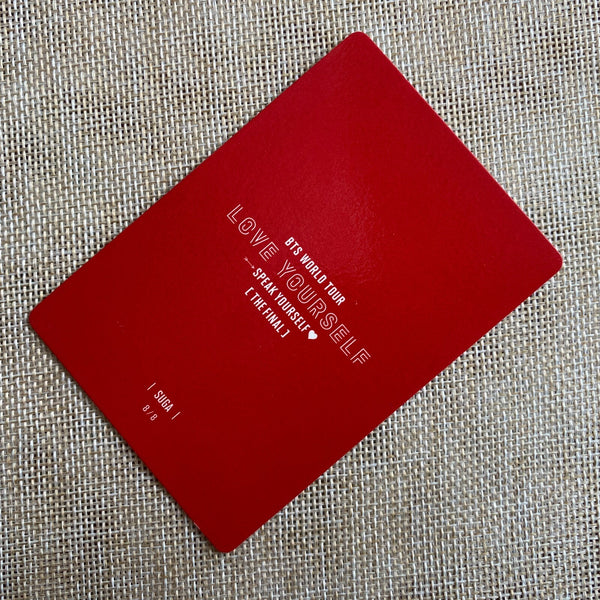 BTS WORLD TOUR
LOVE YOURSELF
SPEAK YOURSELF ♥
[ THE FINAL ]
| SUGA |
8/8